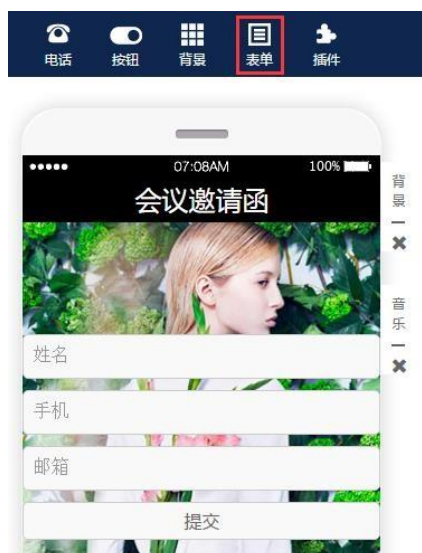 电话 按钮 背景 表单 插件
07:08AM 100%
会议邀请函
背景
音乐
姓名
手机
邮箱
提交